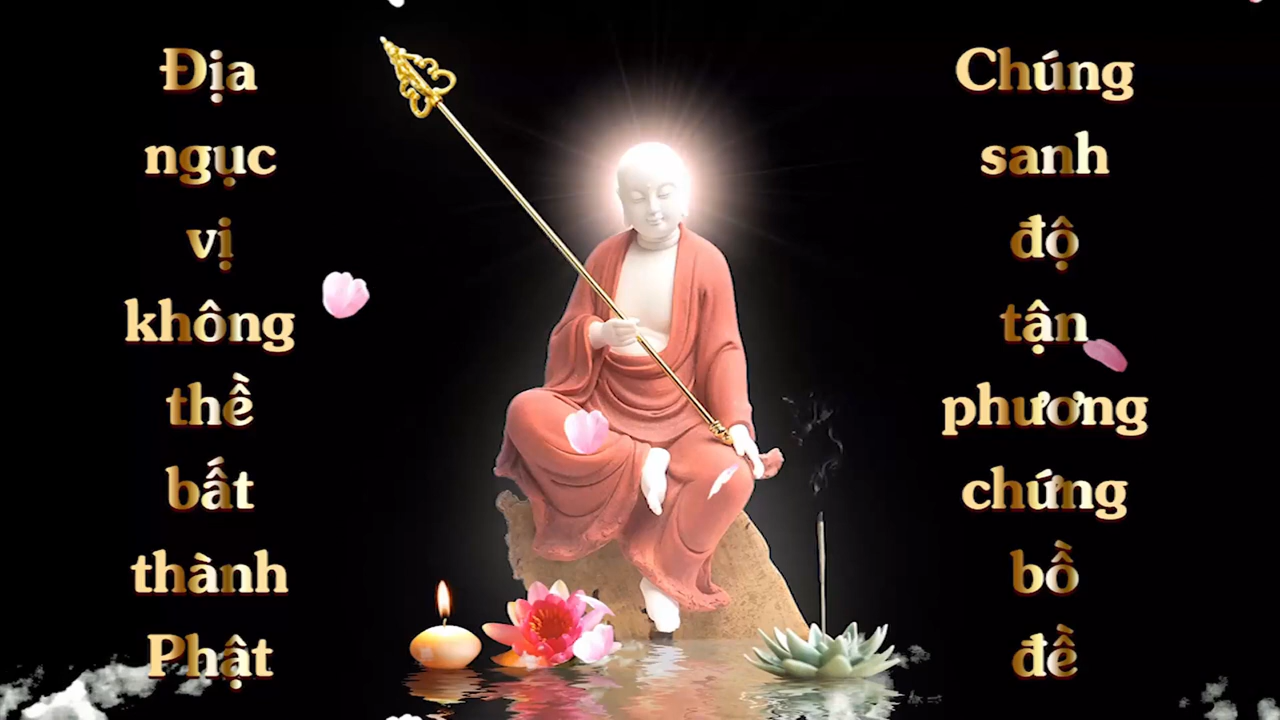 Địa
ngục
vị
không
thề
bất
thành
Phật
Chúng
sanh
độ
tận
phương
chứng
bồ
đề